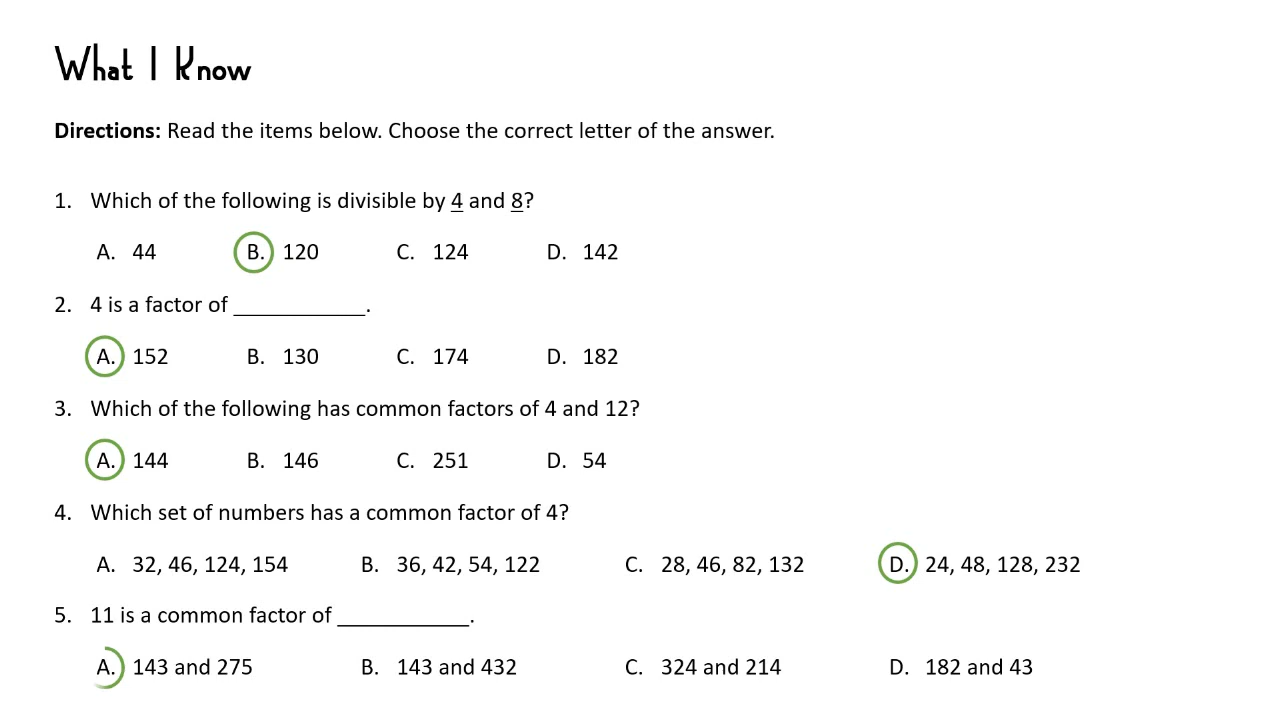 What I Know
Directions: Read the items below. Choose the correct letter of the answer.
1. Which of the following is divisible by 4 and 8?
A. 44 B. 120 C. 124 D. 142
2. 4 is a factor of ____________.
A. 152 B. 130 C. 174 D. 182
3. Which of the following has common factors of 4 and 12?
A. 144 B. 146 C. 251 D. 54
4. Which set of numbers has a common factor of 4?
A. 32, 46, 124, 154 B. 36, 42, 54, 122 C. 28, 46, 82, 132 D. 24, 48, 128, 232
5. 11 is a common factor of ____________.
A. 143 and 275 B. 143 and 432 C. 324 and 214 D. 182 and 43